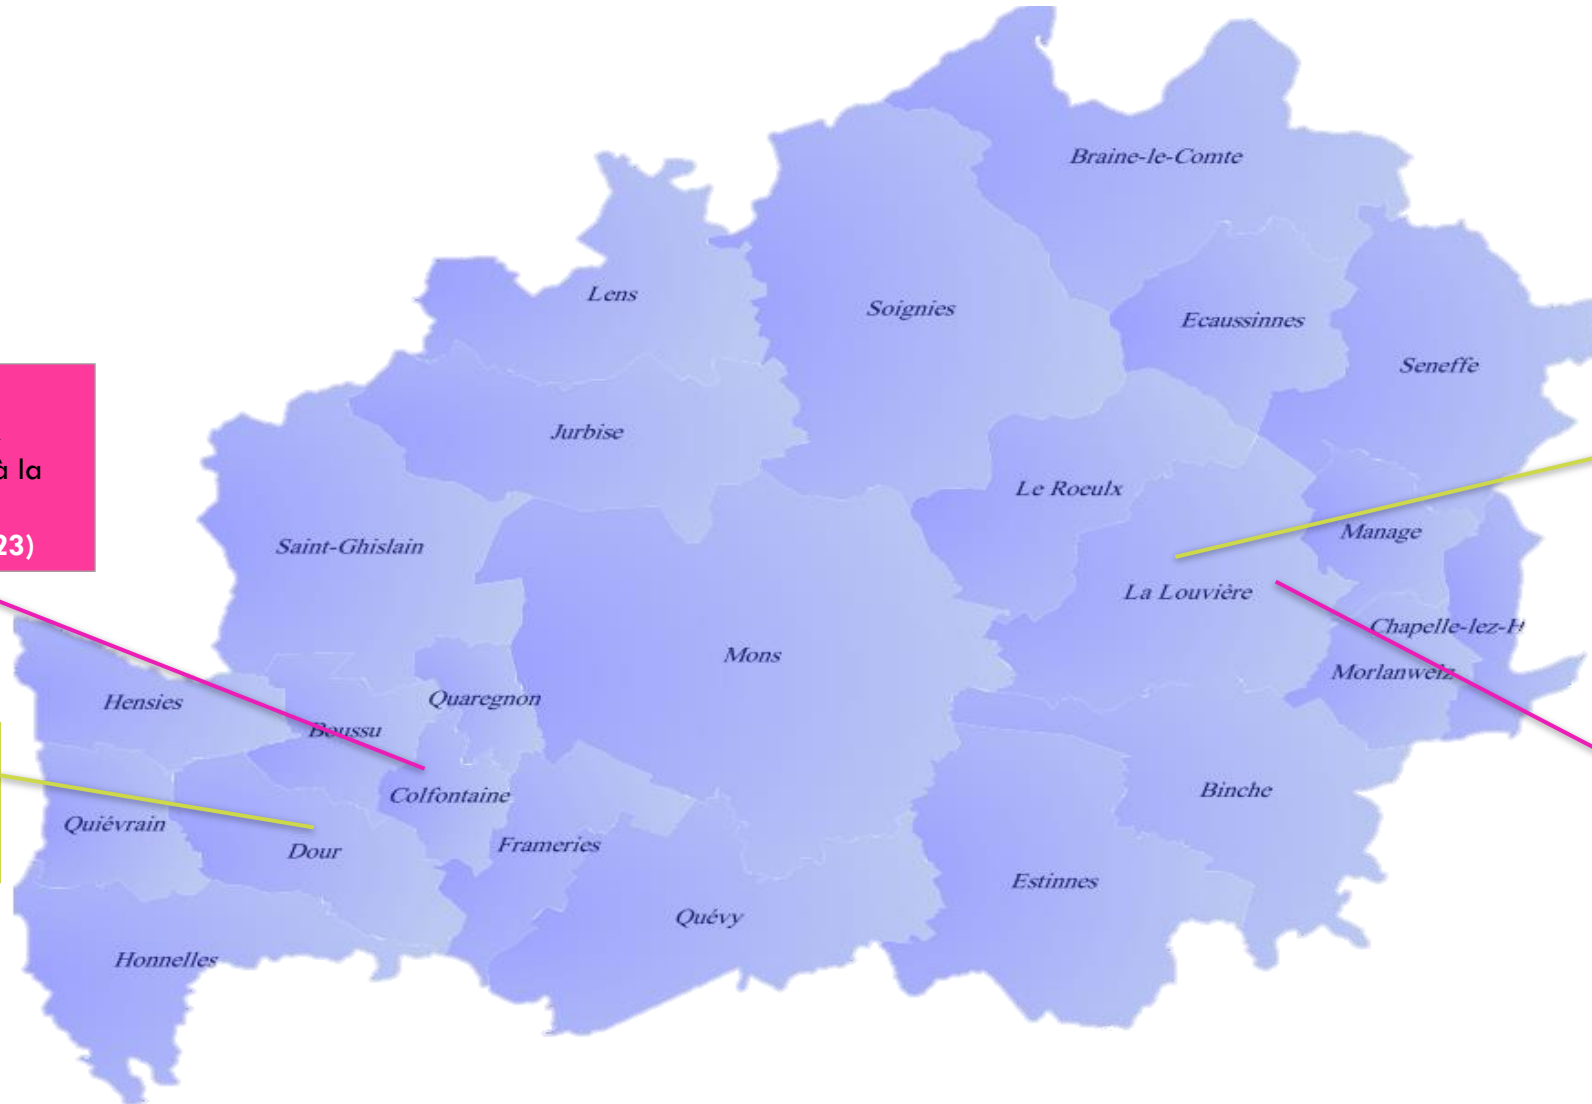 Braine-le-Comte
Lens
Soignies
Ecaussinnes
Seneffe
à la
23)
Jurbise
Le Roeulx
Manage
Saint-Ghislain
La Louvière
Chapelle-lez-H
Mons
Morlanwelz
Hensies
Quaregnon
Boussu
Colfontaine
Binche
Quiévrain
Dour
Frameries
Estinnes
Quévy
Honnelles